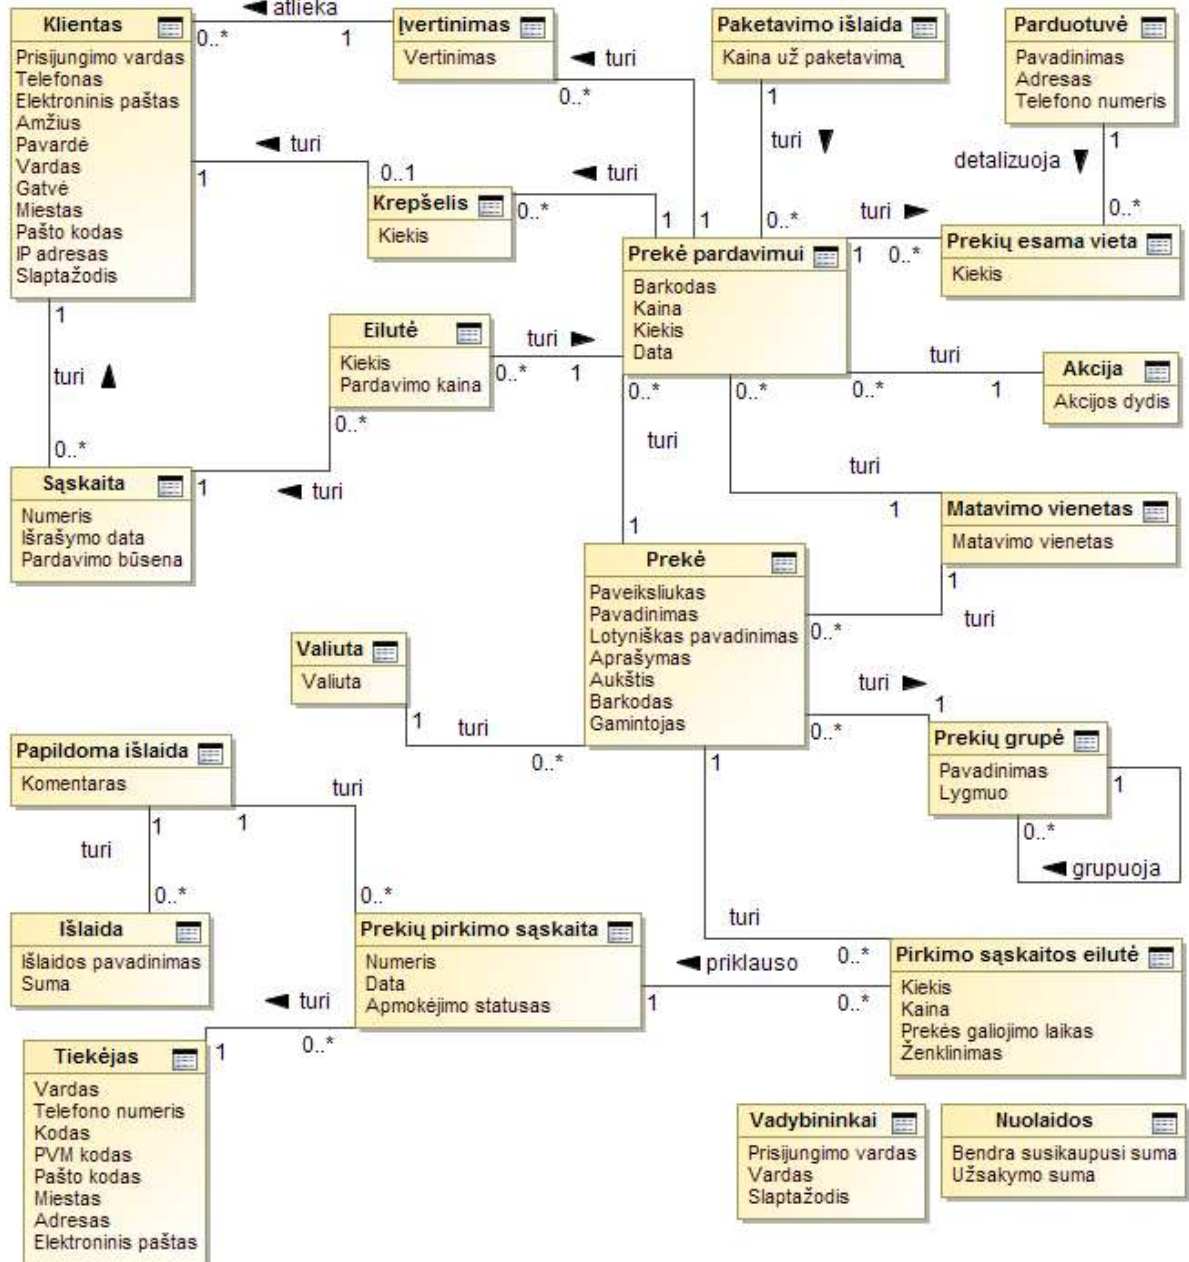 Klientas
Prisijungimo vardas
Telefonas
Elektroninis paštas
Amžius
Pavardė
Vardas
Gatvė
Miestas
Pašto kodas
IP adresas
Slaptažodis
atlieka
0..*
1
Įvertinimas
Vertinimas
turi
0..*
1
Paketavimo išlaida
Kaina už paketavimą
1
turi
0..*
Parduotuvė
Pavadinimas
Adresas
Telefono numeris
1
detalizuoja
0..*
turi
1
0..1
Krepšelis
Kiekis
turi
0..*
1
Prekė pardavimui
Barkodas
Kaina
Kiekis
Data
turi
1
0..*
Prekių esama vieta
Kiekis
1
turi
0..*
Eilutė
Kiekis
Pardavimo kaina
turi
0..*
1
turi
0..*
1
Akcija
Akcijos dydis
0..*
turi
1
Sąskaita
Numeris
Išrašymo data
Pardavimo būsena
0..*
turi
1
0..*
turi
1
Matavimo vienetas
Matavimo vienetas
1
turi
0..*
Prekė
Paveiksliukas
Pavadinimas
Lotyniškas pavadinimas
Aprašymas
Aukštis
Barkodas
Gamintojas
Valiuta
Valiuta
1
turi
0..*
turi
0..*
1
Prekių grupė
Pavadinimas
Lygmuo
1
0..*
grupuoja
Papildoma išlaida
Komentaras
1
turi
0..*
1
turi
0..*
Išlaida
Išlaidos pavadinimas
Suma
Prekių pirkimo sąskaita
Numeris
Data
Apmokėjimo statusas
1
turi
0..*
priklauso
1
0..*
Pirkimo sąskaitos eilutė
Kiekis
Kaina
Prekės galiojimo laikas
Ženklinimas
turi
1
0..*
Tiekėjas
Vardas
Telefono numeris
Kodas
PVM kodas
Pašto kodas
Miestas
Adresas
Elektroninis paštas
Vadybininkai
Prisijungimo vardas
Vardas
Slaptažodis
Nuolaidos
Bendra susikaupusi suma
Užsakymo suma